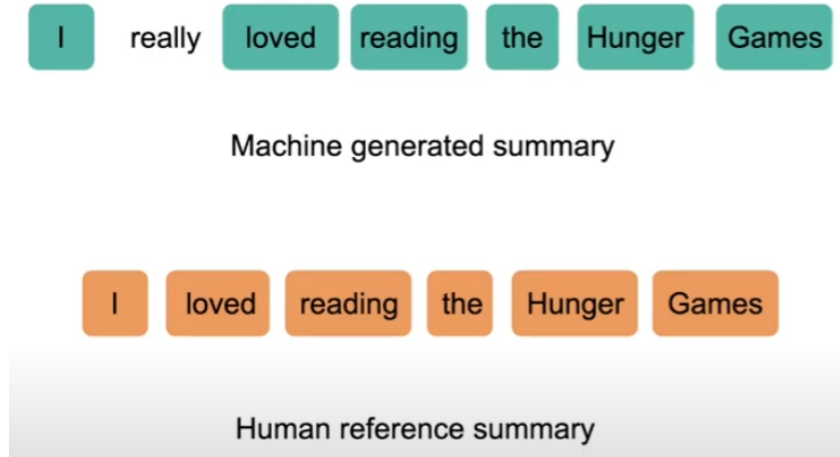 I really loved reading the Hunger Games
Machine generated summary
I loved reading the Hunger Games
Human reference summary